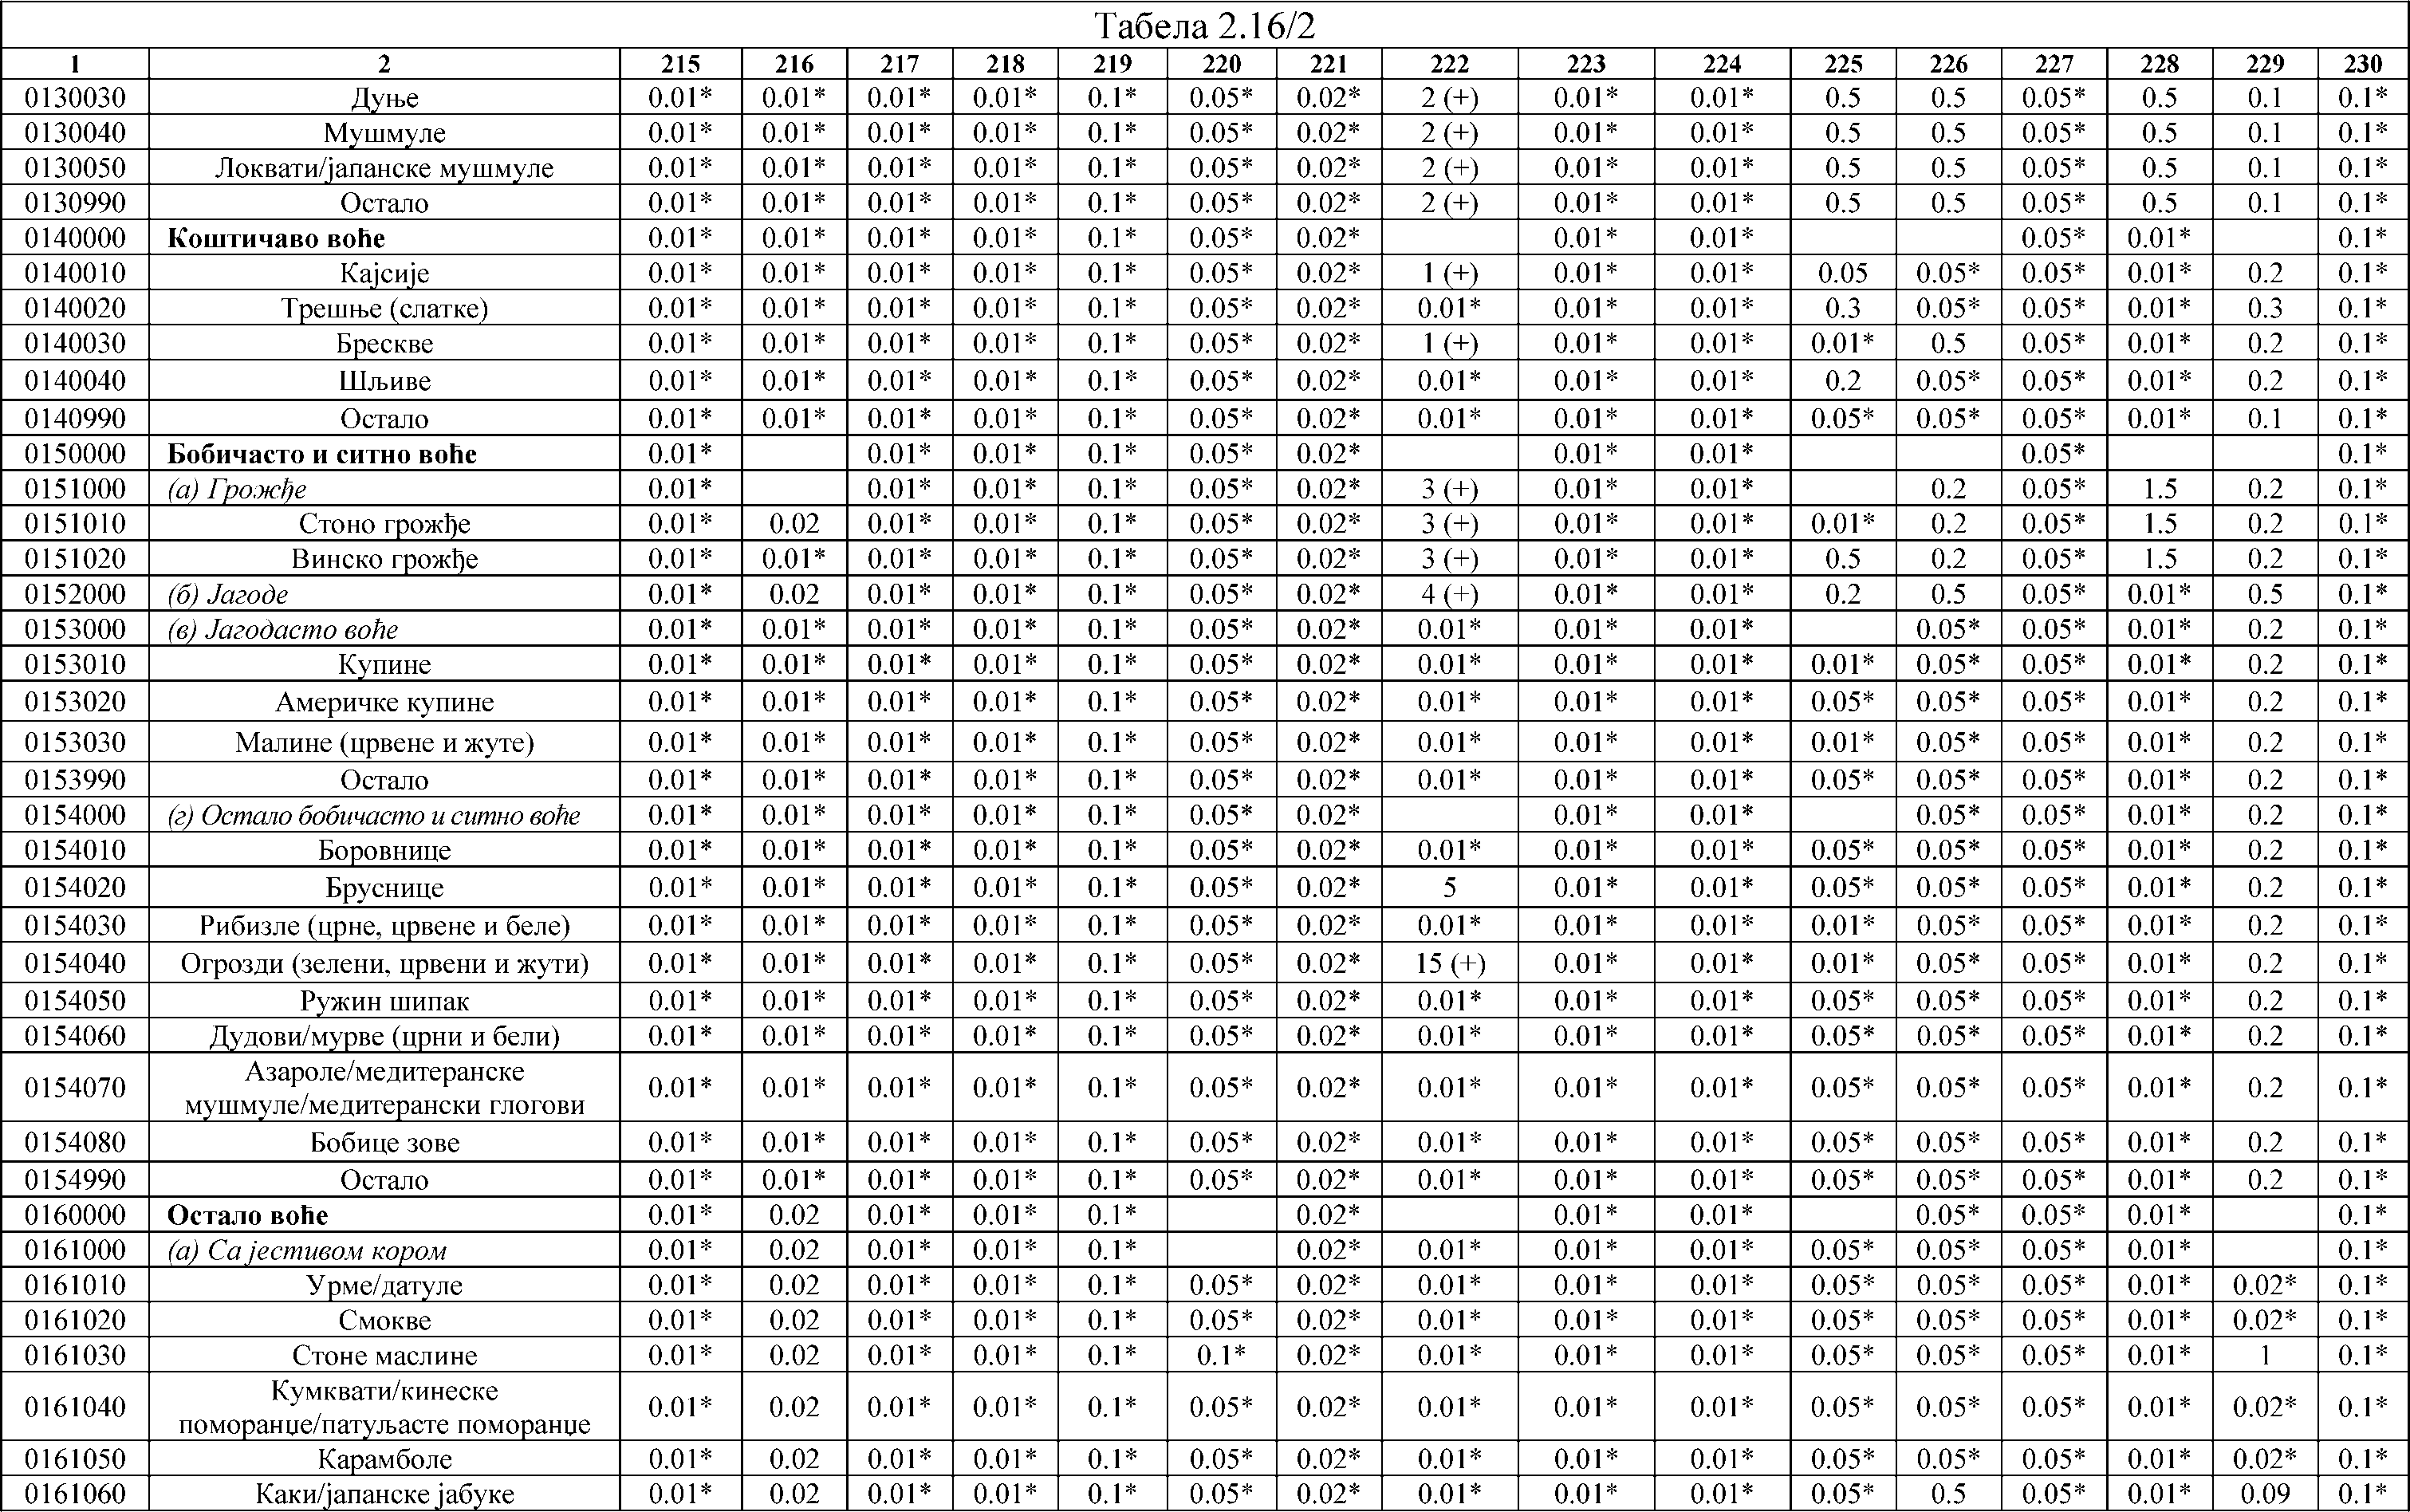 Табела 2.16/2
1 2 215 216 217 218 219 220 221 222 223 224 225 226 227 228 229 230
0130030 Дуње 0.01* 0.01* 0.01* 0.01* 0.1* 0.05* 0.02* 2 (+) 0.01* 0.01* 0.5 0.5 0.05* 0.5 0.1 0.1*
0130040 Мушмуле 0.01* 0.01* 0.01* 0.01* 0.1* 0.05* 0.02* 2 (+) 0.01* 0.01* 0.5 0.5 0.05* 0.5 0.1 0.1*
0130050 Локвати/јапанске мушмуле 0.01* 0.01* 0.01* 0.01* 0.1* 0.05* 0.02* 2 (+) 0.01* 0.01* 0.5 0.5 0.05* 0.5 0.1 0.1*
0130990 Остало 0.01* 0.01* 0.01* 0.01* 0.1* 0.05* 0.02* 2 (+) 0.01* 0.01* 0.5 0.5 0.05* 0.5 0.1 0.1*
0140000 Коштичаво воће 0.01* 0.01* 0.01* 0.01* 0.1* 0.05* 0.02* 0.01* 0.01* 0.05* 0.01* 0.1*
0140010 Кајсије 0.01* 0.01* 0.01* 0.01* 0.1* 0.05* 0.02* 1 (+) 0.01* 0.01* 0.05 0.05* 0.05* 0.01* 0.2 0.1*
0140020 Трешње (слатке) 0.01* 0.01* 0.01* 0.01* 0.1* 0.05* 0.02* 0.01* 0.01* 0.01* 0.3 0.05* 0.05* 0.01* 0.3 0.1*
0140030 Брескве 0.01* 0.01* 0.01* 0.01* 0.1* 0.05* 0.02* 1 (+) 0.01* 0.01* 0.01* 0.5 0.05* 0.01* 0.2 0.1*
0140040 Шљиве 0.01* 0.01* 0.01* 0.01* 0.1* 0.05* 0.02* 0.01* 0.01* 0.01* 0.2 0.05* 0.05* 0.01* 0.2 0.1*
0140990 Остало 0.01* 0.01* 0.01* 0.01* 0.1* 0.05* 0.02* 0.01* 0.01* 0.01* 0.05* 0.05* 0.05* 0.01* 0.1 0.1*
0150000 Бобичасто и ситно воће 0.01* 0.01* 0.01* 0.1* 0.05* 0.02* 0.01* 0.01* 0.05* 0.1*
0151000 (а) Грожђе 0.01* 0.01* 0.01* 0.1* 0.05* 0.02* 3 (+) 0.01* 0.01* 0.2 0.05* 1.5 0.2 0.1*
0151010 Стоно грожђе 0.01* 0.02 0.01* 0.01* 0.1* 0.05* 0.02* 3 (+) 0.01* 0.01* 0.01* 0.2 0.05* 1.5 0.2 0.1*
0151020 Винско грожђе 0.01* 0.01* 0.01* 0.01* 0.1* 0.05* 0.02* 3 (+) 0.01* 0.01* 0.5 0.2 0.05* 1.5 0.2 0.1*
0152000 (б) Јагоде 0.01* 0.02 0.01* 0.01* 0.1* 0.05* 0.02* 4 (+) 0.01* 0.01* 0.2 0.5 0.05* 0.01* 0.5 0.1*
0153000 (в) Јагодасто воће 0.01* 0.01* 0.01* 0.01* 0.1* 0.05* 0.02* 0.01* 0.01* 0.01* 0.05* 0.05* 0.01* 0.2 0.1*
0153010 Купине 0.01* 0.01* 0.01* 0.01* 0.1* 0.05* 0.02* 0.01* 0.01* 0.01* 0.01* 0.05* 0.05* 0.01* 0.2 0.1*
0153020 Америчке купине 0.01* 0.01* 0.01* 0.01* 0.1* 0.05* 0.02* 0.01* 0.01* 0.01* 0.05* 0.05* 0.05* 0.01* 0.2 0.1*
0153030 Малине (црвене и жуте) 0.01* 0.01* 0.01* 0.01* 0.1* 0.05* 0.02* 0.01* 0.01* 0.01* 0.01* 0.05* 0.05* 0.01* 0.2 0.1*
0153990 Остало 0.01* 0.01* 0.01* 0.01* 0.1* 0.05* 0.02* 0.01* 0.01* 0.01* 0.05* 0.05* 0.05* 0.01* 0.2 0.1*
0154000 (г) Остало бобичасто и ситно воће 0.01* 0.01* 0.01* 0.01* 0.1* 0.05* 0.02* 0.01* 0.01* 0.05* 0.05* 0.01* 0.2 0.1*
0154010 Боровнице 0.01* 0.01* 0.01* 0.01* 0.1* 0.05* 0.02* 0.01* 0.01* 0.01* 0.05* 0.05* 0.05* 0.01* 0.2 0.1*
0154020 Бруснице 0.01* 0.01* 0.01* 0.01* 0.1* 0.05* 0.02* 5 0.01* 0.01* 0.05* 0.05* 0.05* 0.01* 0.2 0.1*
0154030 Рибизле (црне, црвене и беле) 0.01* 0.01* 0.01* 0.01* 0.1* 0.05* 0.02* 0.01* 0.01* 0.01* 0.01* 0.05* 0.05* 0.01* 0.2 0.1*
0154040 Огрозди (зелени, црвени и жути) 0.01* 0.01* 0.01* 0.01* 0.1* 0.05* 0.02* 15 (+) 0.01* 0.01* 0.01* 0.05* 0.05* 0.01* 0.2 0.1*
0154050 Ружин шипак 0.01* 0.01* 0.01* 0.01* 0.1* 0.05* 0.02* 0.01* 0.01* 0.01* 0.05* 0.05* 0.05* 0.01* 0.2 0.1*
0154060 Дудови/мурве (црни и бели) 0.01* 0.01* 0.01* 0.01* 0.1* 0.05* 0.02* 0.01* 0.01* 0.01* 0.05* 0.05* 0.05* 0.01* 0.2 0.1*
0154070 Азароле/медитеранске
мушмуле/медитерански глогови 0.01* 0.01* 0.01* 0.01* 0.1* 0.05* 0.02* 0.01* 0.01* 0.01* 0.05* 0.05* 0.05* 0.01* 0.2 0.1*
0154080 Бобице зове 0.01* 0.01* 0.01* 0.01* 0.1* 0.05* 0.02* 0.01* 0.01* 0.01* 0.05* 0.05* 0.05* 0.01* 0.2 0.1*
0154990 Остало 0.01* 0.01* 0.01* 0.01* 0.1* 0.05* 0.02* 0.01* 0.01* 0.01* 0.05* 0.05* 0.05* 0.01* 0.2 0.1*
0160000 Остало воће 0.01* 0.02 0.01* 0.01* 0.1* 0.02* 0.01* 0.01* 0.05* 0.05* 0.01* 0.1*
0161000 (а) Са јестивом кором 0.01* 0.02 0.01* 0.01* 0.1* 0.02* 0.01* 0.01* 0.01* 0.05* 0.05* 0.05* 0.01* 0.1*
0161010 Урме/датуле 0.01* 0.02 0.01* 0.01* 0.1* 0.05* 0.02* 0.01* 0.01* 0.01* 0.05* 0.05* 0.05* 0.01* 0.02* 0.1*
0161020 Смокве 0.01* 0.02 0.01* 0.01* 0.1* 0.05* 0.02* 0.01* 0.01* 0.01* 0.05* 0.05* 0.05* 0.01* 0.02* 0.1*
0161030 Стоне маслине 0.01* 0.02 0.01* 0.01* 0.1* 0.1* 0.02* 0.01* 0.01* 0.01* 0.05* 0.05* 0.05* 0.01* 1 0.1*
0161040 Кумквати/кинеске
поморанџе/патуљасте поморанџе 0.01* 0.02 0.01* 0.01* 0.1* 0.05* 0.02* 0.01* 0.01* 0.01* 0.05* 0.05* 0.05* 0.01* 0.02* 0.1*
0161050 Карамболе 0.01* 0.02 0.01* 0.01* 0.1* 0.05* 0.02* 0.01* 0.01* 0.01* 0.05* 0.05* 0.05* 0.01* 0.02* 0.1*
0161060 Каки/јапанске јабуке 0.01* 0.02 0.01* 0.01* 0.1* 0.05* 0.02* 0.01* 0.01* 0.01* 0.05* 0.5 0.05* 0.01* 0.09 0.1*